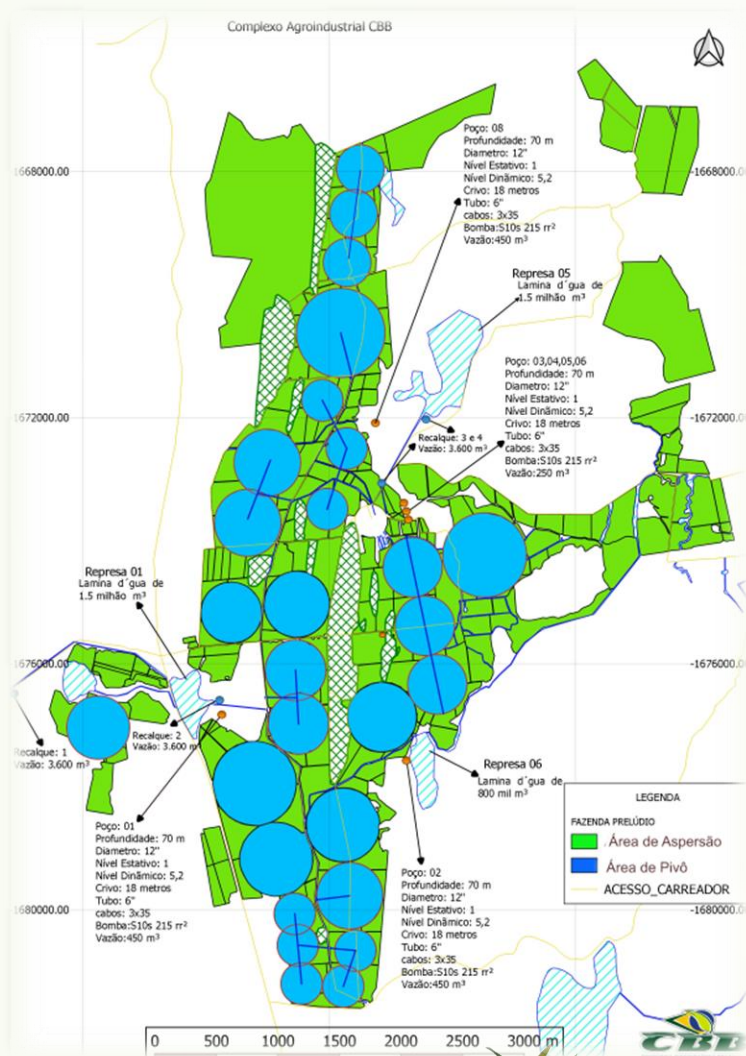 Complexo Agroindustrial CBB
Poço: 08
Profundidade: 70 m
Diametro: 12"
Nível Estativo: 1
Nível Dinâmico: 5,2
Crivo: 18 metros
Tubo: 6"
cabos: 3x35
Bomba:S10s 215 rr²
Vazão:450 m³
1668000.00
-1668000.00
Represa 05
Lamina d´gua de
1.5 milhão m³
Poço: 03,04,05,06
Profundidade: 70 m
Diametro: 12"
Nível Estativo: 1
Nível Dinâmico: 5,2
Crivo: 18 metros
Tubo: 6"
cabos: 3x35
Bomba:S10s 215 rr²
Vazão:250 m³
1672000.00
-1672000.00
Recalque: 3 e 4
Vazão: 3.600 m³
Represa 01
Lamina d´gua de
1.5 milhão m³
1676000.00
-1676000.00
Recalque: 1
Vazão: 3.600 m³
Recalque: 2
Vazão: 3.600 m³
Represa 06
Lamina d´gua de
800 mil m³
Poço: 01
Profundidade: 70 m
Diametro: 12"
Nível Estativo: 1
Nível Dinâmico: 5,2
Crivo: 18 metros
Tubo: 6"
cabos: 3x35
Bomba:S10s 215 rr²
Vazão:450 m³
Poço: 02
Profundidade: 70 m
Diametro: 12"
Nível Estativo: 1
Nível Dinâmico: 5,2
Crivo: 18 metros
Tubo: 6"
cabos: 3x35
Bomba:S10s 215 rr²
Vazão:450 m³
LEGENDA
FAZENDA PRELÚDIO
Área de Aspersão
Área de Pivô
ACESSO_CARREADOR
1680000.00
-1680000.00
0 500 1000 1500 2000 2500 3000 m
CBB